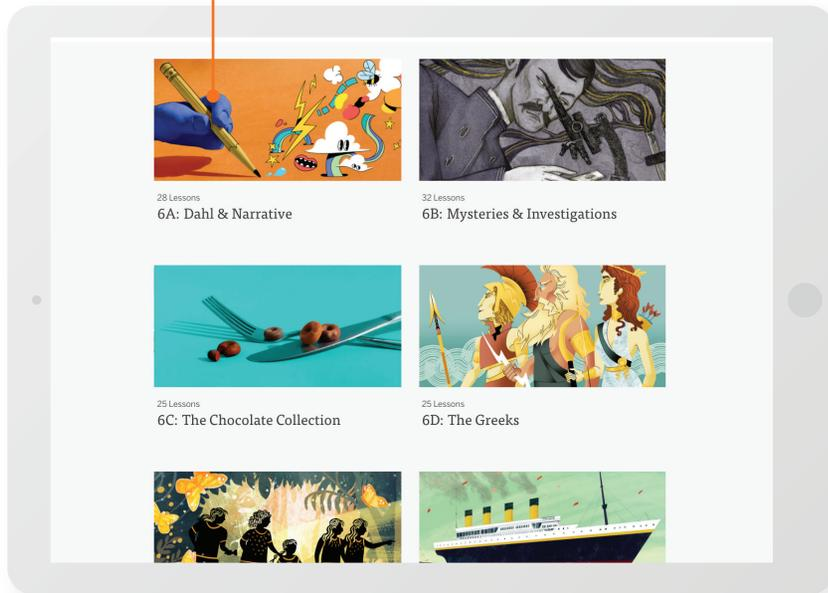 28 Lessons
6A: Dahl & Narrative
32 Lessons
6B: Mysteries & Investigations
25 Lessons
6C: The Chocolate Collection
25 Lessons
6D: The Greeks